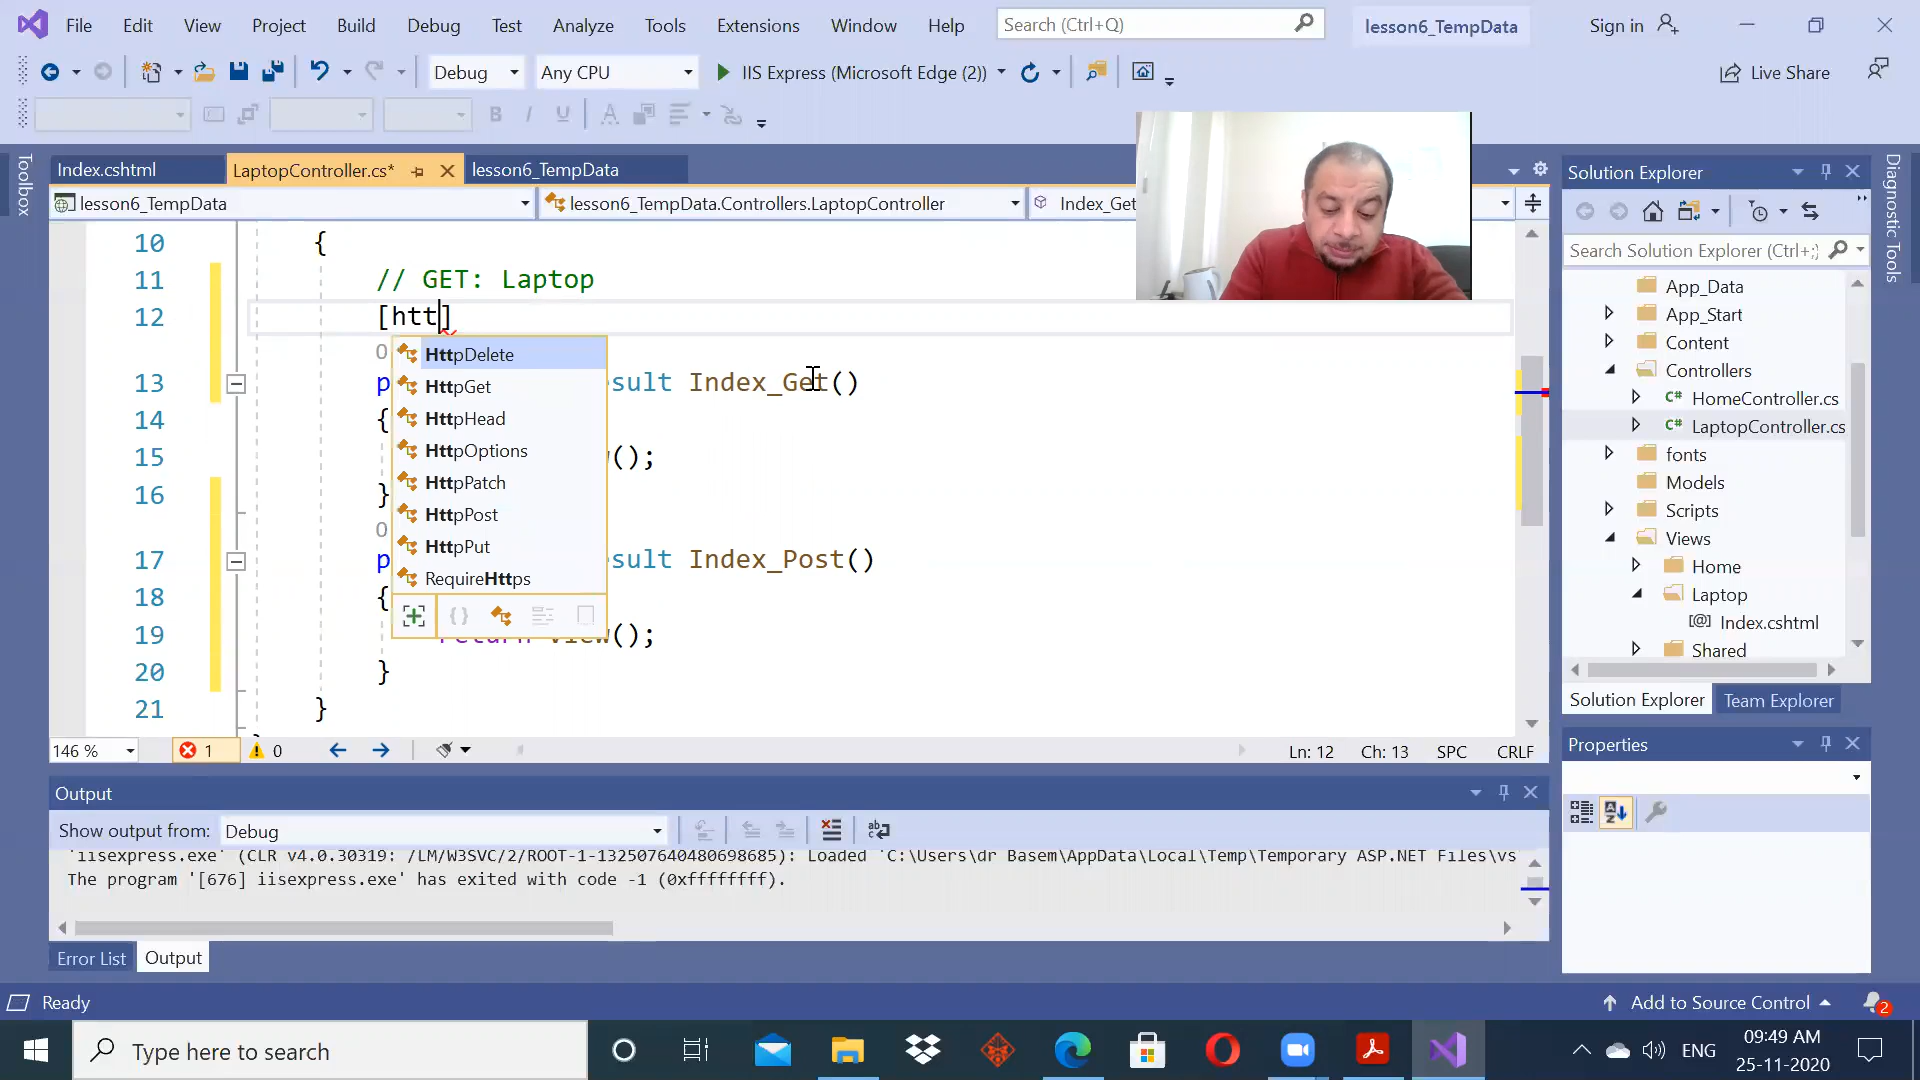 File Edit View Project Build Debug Test Analyze Tools Extensions Window Help Search (Ctrl+Q) lesson6_TempData Sign in
Debug Any CPU IIS Express (Microsoft Edge (2)) Live Share
Toolbox
Index.cshtml LaptopController.cs* lesson6_TempData
lesson6_TempData lesson6_TempData.Controllers.LaptopController Index_Get
10 {
11 // GET: Laptop
12 [htt]
0
13 p sult Index_Get()
14 {
15 ();
16 }
0
17 p sult Index_Post()
18 {
19 return View();
20 }
21 }
HttpDelete
HttpGet
HttpHead
HttpOptions
HttpPatch
HttpPost
HttpPut
RequireHttps
146 % 1 0 Ln: 12 Ch: 13 SPC CRLF
Output
Show output from: Debug
'iisexpress.exe' (CLR v4.0.30319: /LM/W3SVC/2/ROOT-1-132507640480698685): Loaded 'C:\Users\dr Basem\AppData\Local\Temp\Temporary ASP.NET Files\vs
The program '[676] iisexpress.exe' has exited with code -1 (0xffffffff).
Error List Output
Solution Explorer
Search Solution Explorer (Ctrl+;)
App_Data
App_Start
Content
Controllers
C# HomeController.cs
C# LaptopController.cs
fonts
Models
Scripts
Views
Home
Laptop
[@] Index.cshtml
Shared
Solution Explorer Team Explorer
Properties
Diagnostic Tools
Ready Add to Source Control 2
Type here to search ENG 09:49 AM
25-11-2020